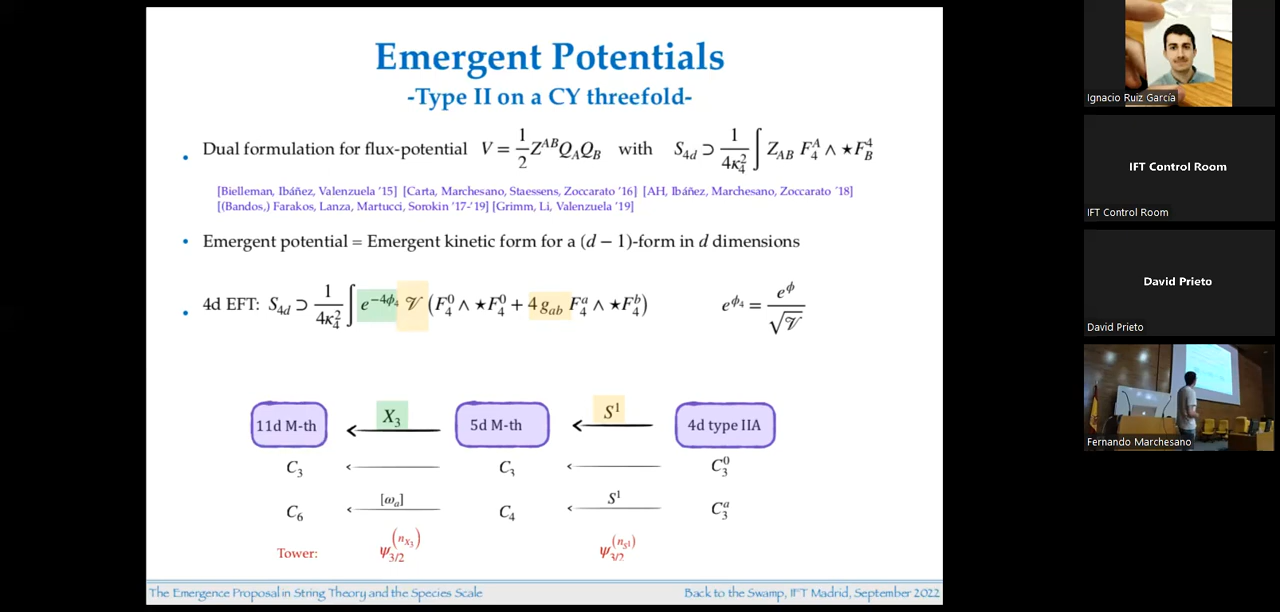 Emergent Potentials
-Type II on a CY threefold-
• Dual formulation for flux-potential V = 1/2 Z^{AB} Q_A Q_B with S_{4d} ⊃ 1/(4κ_4^2) ∫ Z_{AB} F_4^A ∧ ⋆F_B^4
[Bielleman, Ibáñez, Valenzuela '15] [Carta, Marchesano, Staessens, Zoccarato '16] [AH, Ibáñez, Marchesano, Zoccarato ´18]
[(Bandos,) Farakos, Lanza, Martucci, Sorokin '17-'19] [Grimm, Li, Valenzuela '19]
• Emergent potential = Emergent kinetic form for a (d − 1)-form in d dimensions
• 4d EFT: S_{4d} ⊃ 1/(4κ_4^2) ∫ e^{−4ϕ_4} 𝒱 (F_4^0 ∧ ⋆F_4^0 + 4 g_{ab} F_4^a ∧ ⋆F_4^b) e^{ϕ_4} = e^ϕ/√𝒱
11d M-th X_3 5d M-th S^1 4d type IIA
C_3 C_3 C_3^0
C_6 [ω_a] C_4 S^1 C_3^a
Tower: ψ_{3/2}^{(n_{X_3})} ψ_{3/2}^{(n_{S^1})}
The Emergence Proposal in String Theory and the Species Scale Back to the Swamp, IFT Madrid, September 2022
Ignacio Ruiz García
IFT Control Room
IFT Control Room
David Prieto
David Prieto
Fernando Marchesano